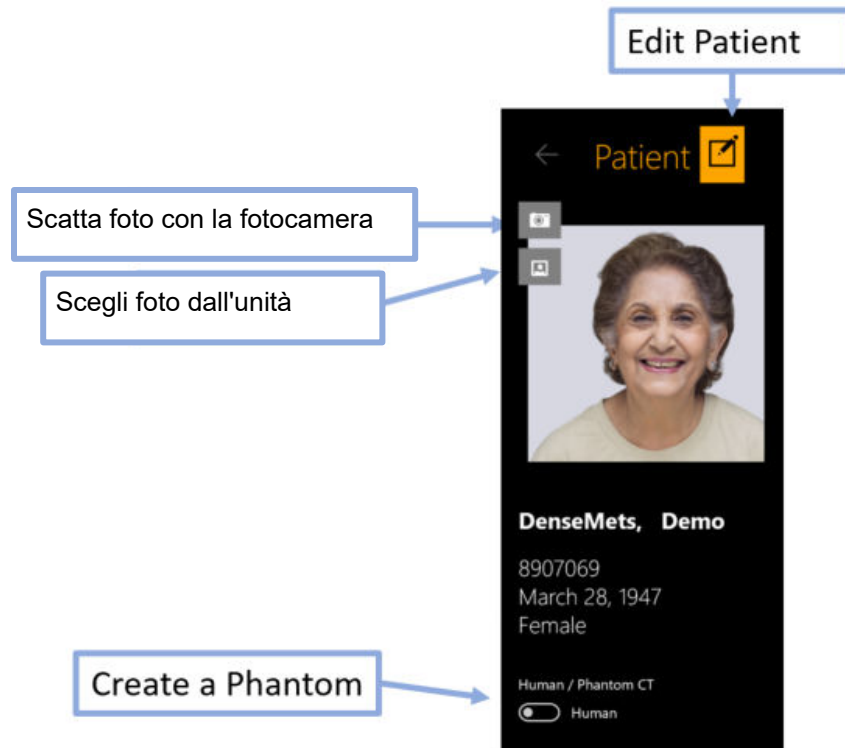 Edit Patient
Patient
Scatta foto con la fotocamera
Scegli foto dall'unità
DenseMets, Demo
8907069
March 28, 1947
Female
Create a Phantom
Human / Phantom CT
Human